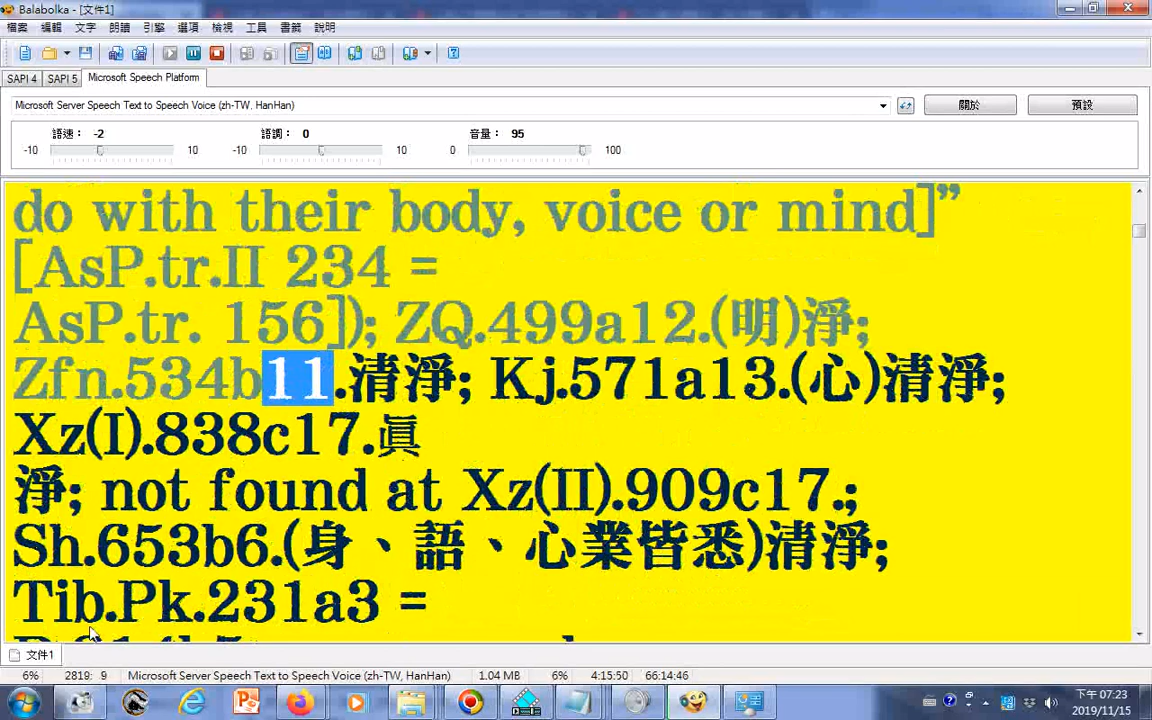 Balabolka - [文件1]
檔案 編輯 文字 朗讀 引擎 選項 檢視 工具 書籤 說明
SAPI 4 SAPI 5 Microsoft Speech Platform
Microsoft Server Speech Text to Speech Voice (zh-TW, HanHan) 關於 預設
語速： -2 語調： 0 音量： 95
-10 10 -10 10 0 100
do with their body, voice or mind]”
[AsP.tr.II 234 =
AsP.tr. 156]); ZQ.499a12.(明)淨;
Zfn.534b11.清淨; Kj.571a13.(心)清淨;
Xz(I).838c17.眞
淨; not found at Xz(II).909c17.;
Sh.653b6.(身、語、心業皆悉)清淨;
Tib.Pk.231a3 =
文件1
6% 2819: 9 Microsoft Server Speech Text to Speech Voice (zh-TW, HanHan) 1.04 MB 6% 4:15:50 66:14:46
下午 07:23
2019/11/15